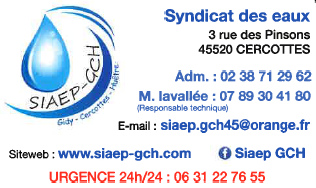 Syndicat des eaux
3 rue des Pinsons
45520 CERCOTTES
SIAEP-GCH
Gidy - Cercottes - Huêtre
Adm. : 02 38 71 29 62
M. lavallée : 07 89 30 41 80
(Responsable technique)
E-mail : siaep.gch45@orange.fr
Siteweb : www.siaep-gch.com
Siaep GCH
URGENCE 24h/24 : 06 31 22 76 55